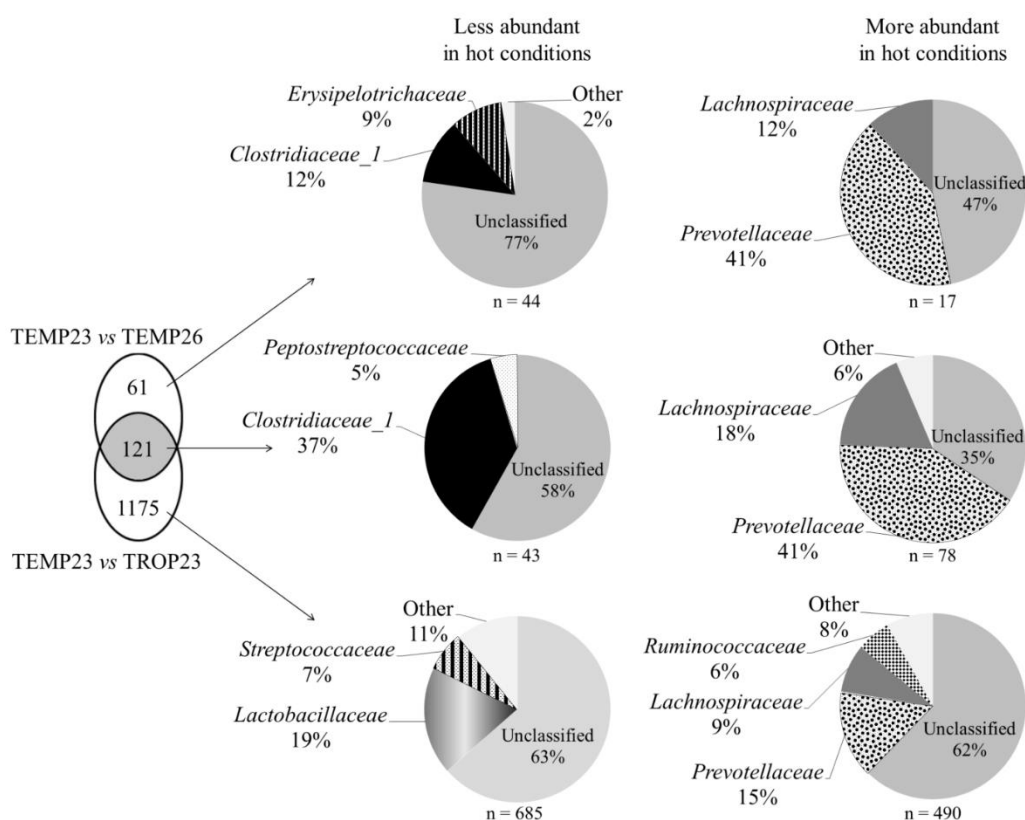 Less abundant
in hot conditions
More abundant
in hot conditions
Erysipelotrichaceae
9%
Other
2%
Clostridiaceae_1
12%
Unclassified
77%
n = 44
Lachnospiraceae
12%
Unclassified
47%
Prevotellaceae
41%
n = 17
TEMP23 vs TEMP26
61
121
1175
TEMP23 vs TROP23
Peptostreptococcaceae
5%
Clostridiaceae_1
37%
Unclassified
58%
n = 43
Other
6%
Lachnospiraceae
18%
Unclassified
35%
Prevotellaceae
41%
n = 78
Other
11%
Streptococcaceae
7%
Lactobacillaceae
19%
Unclassified
63%
n = 685
Other
8%
Ruminococcaceae
6%
Lachnospiraceae
9%
Unclassified
62%
Prevotellaceae
15%
n = 490